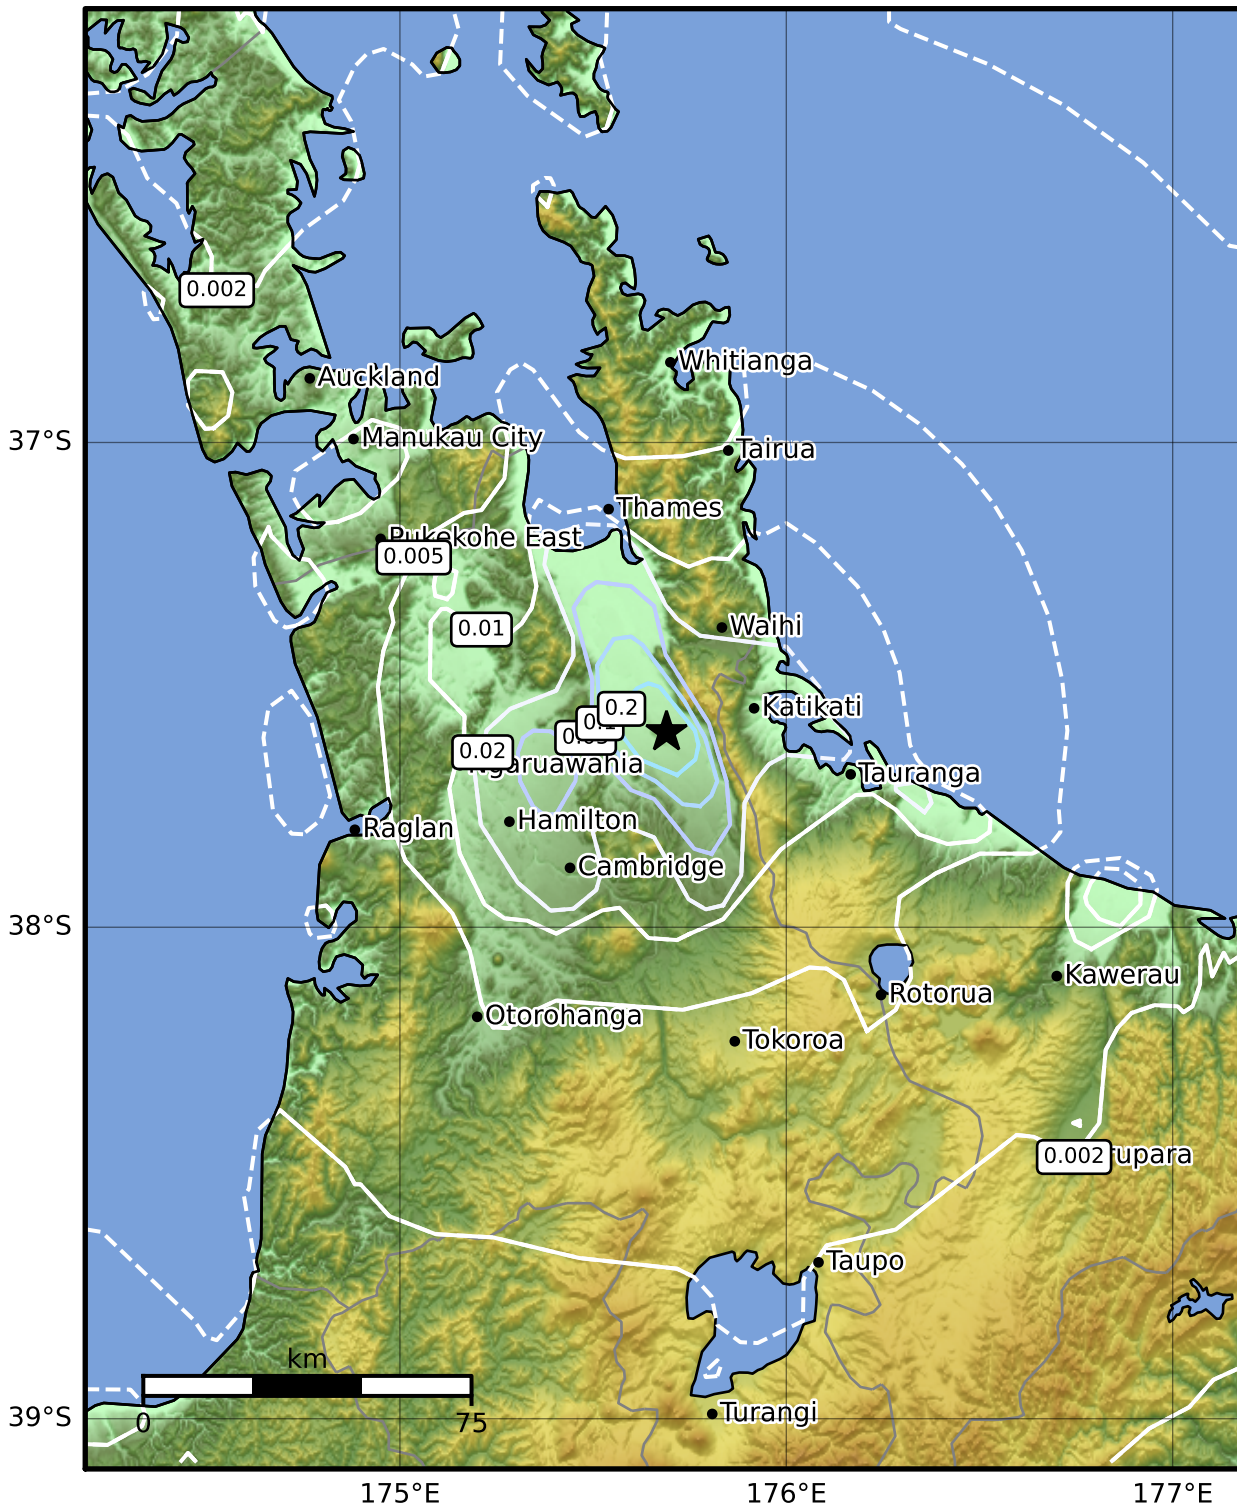 0.002
Whitianga
Auckland
Manukau City
37°S
Tairua
Thames
Pukekohe East
0.005
0.01
Waihi
0.2
Katikati
0.02
Ngaruawahia
Tauranga
Hamilton
Raglan
Cambridge
38°S
Kawerau
Rotorua
Otorohanga
Tokoroa
0.002
rupara
Taupo
km
0
75
39°S
Turangi
175°E
176°E
177°E